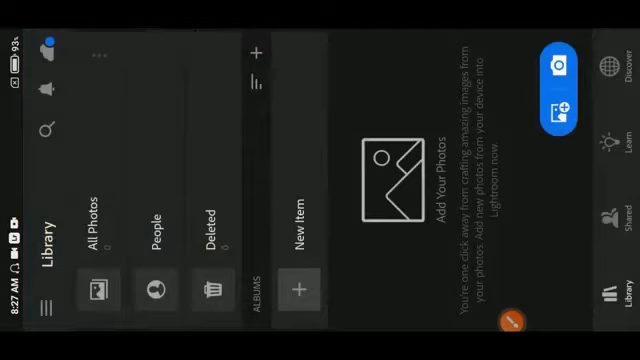 8:27 AM
93%
Library
All Photos
0
People
Deleted
0
ALBUMS
New Item
Add Your Photos
You're one click away from crafting amazing images from
your photos. Add new photos from your device into
Lightroom now.
Library
Shared
Learn
Discover